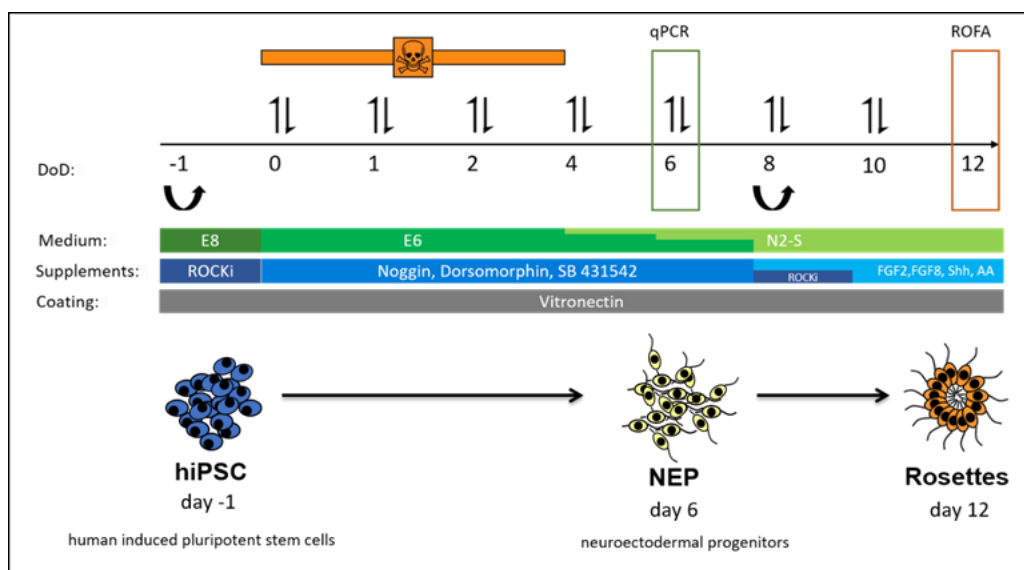 qPCR
ROFA
DoD:
-1
0
1
2
4
6
8
10
12
Medium:
E8
E6
N2-S
Supplements:
ROCKi
Noggin, Dorsomorphin, SB 431542
ROCKi
FGF2,FGF8, Shh, AA
Coating:
Vitronectin
hiPSC
day -1
human induced pluripotent stem cells
NEP
day 6
neuroectodermal progenitors
Rosettes
day 12